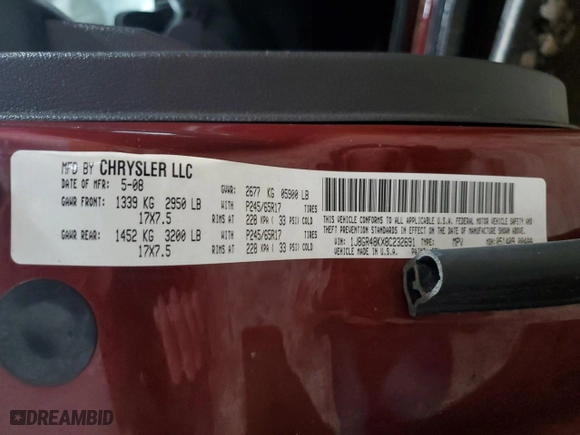 MFD BY CHRYSLER LLC
DATE OF MFR: 5-08 GVWR: 2677 KG 05900 LB
GAWR FRONT: 1339 KG 2950 LB WITH P245/65R17 TIRES
17X7.5 RIMS AT 228 KPA ( 33 PSI) COLD
GAWR REAR: 1452 KG 3200 LB WITH P245/65R17 TIRES
17X7.5 RIMS AT 228 KPA ( 33 PSI) COLD
THIS VEHICLE CONFORMS TO ALL APPLICABLE U.S.A. FEDERAL MOTOR VEHICLE SAFETY AND
THEFT PREVENTION STANDARDS IN EFFECT ON THE DATE OF MANUFACTURE SHOWN ABOVE.
VIN: 1J8GR48KX8C232691 TYPE: MPV
VEHICLE MADE IN U.S.A.
DREAMBID